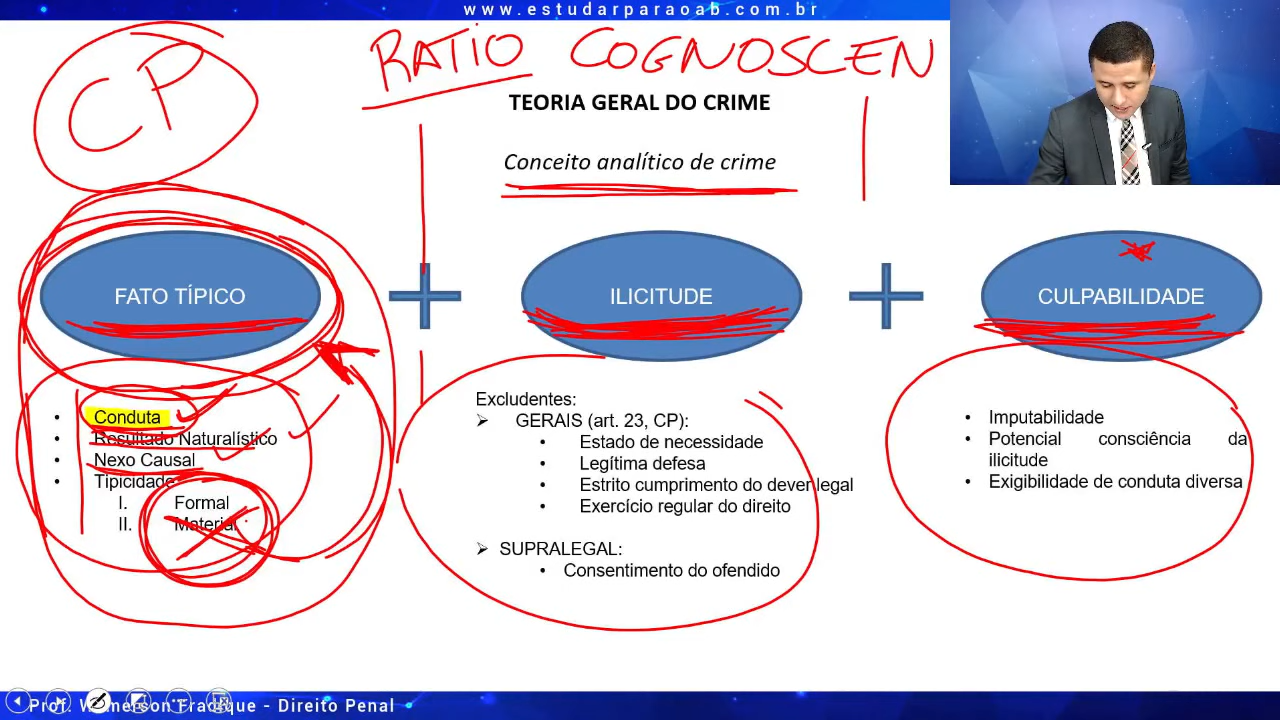 www.estudarparaoab.com.br
CP
RATIO COGNOSCEN
TEORIA GERAL DO CRIME
Conceito analítico de crime
FATO TÍPICO
ILICITUDE
CULPABILIDADE
• Conduta
• Resultado Naturalístico
• Nexo Causal
• Tipicidade
I. Formal
II. Material
Excludentes:
➢ GERAIS (art. 23, CP):
• Estado de necessidade
• Legítima defesa
• Estrito cumprimento do dever legal
• Exercício regular do direito
➢ SUPRALEGAL:
• Consentimento do ofendido
• Imputabilidade
• Potencial consciência da
ilicitude
• Exigibilidade de conduta diversa
Prof. - Direito Penal